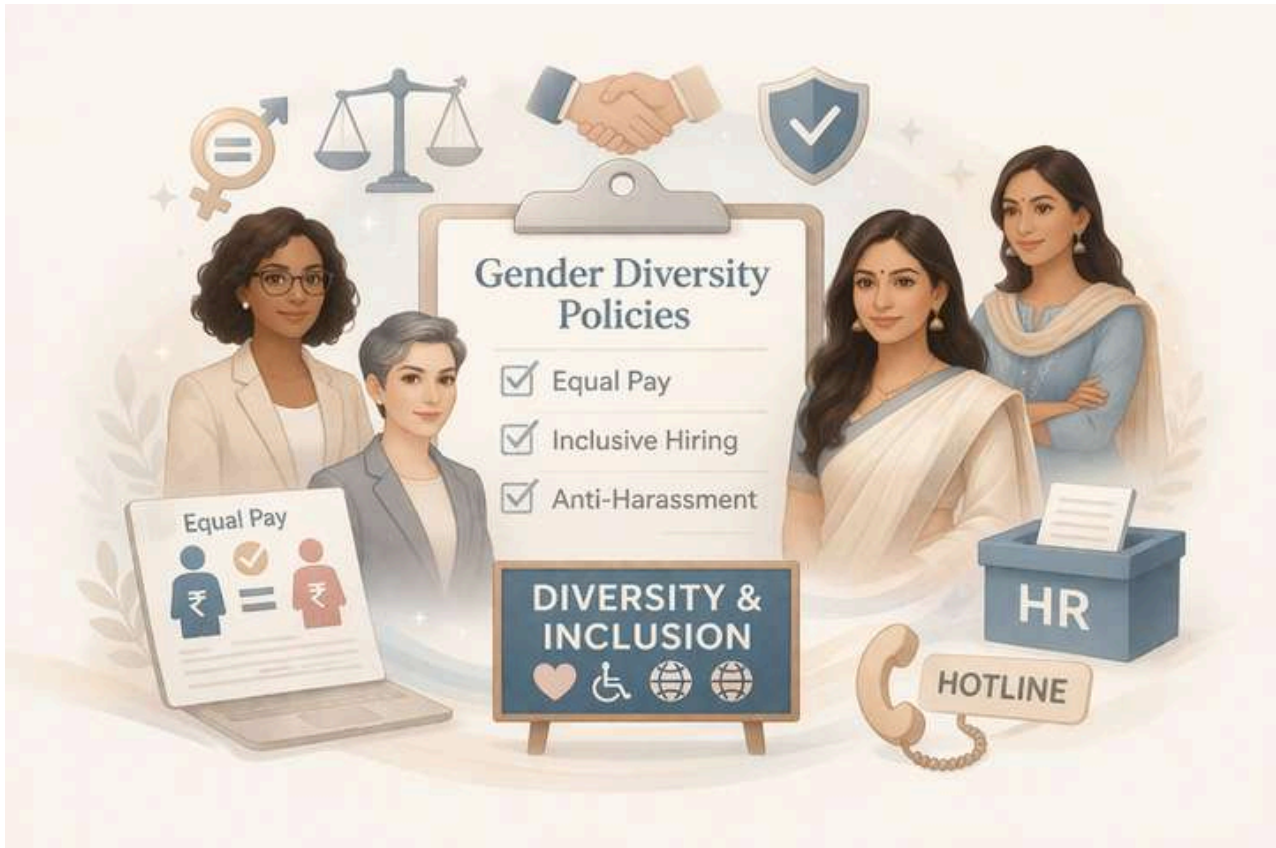 Gender Diversity
Policies
Equal Pay
Inclusive Hiring
Anti-Harassment
Equal Pay
₹ ₹
DIVERSITY &
INCLUSION
HR
HOTLINE